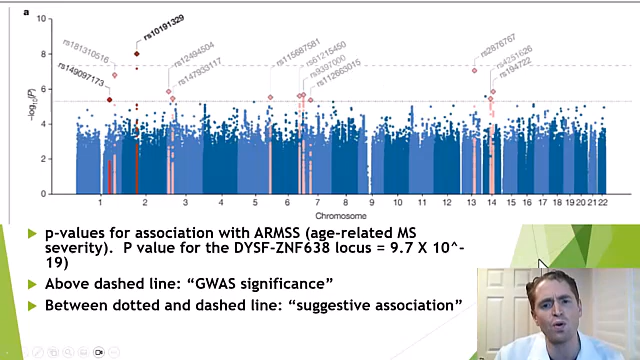 a
rs10191329
rs181310516
rs149097173
rs12494504
rs147933117
rs115687581
rs61215450
rs9397000
rs112663015
rs2876767
rs4251626
rs194722
10
8
6
4
2
0
–log10(P)
1 2 3 4 5 6 7 8 9 10 11 12 13 14 15 16 17 18 19 20 21 22
Chromosome
p-values for association with ARMSS (age-related MS
severity). P value for the DYSF-ZNF638 locus = 9.7 X 10^-
19)
Above dashed line: “GWAS significance”
Between dotted and dashed line: “suggestive association”